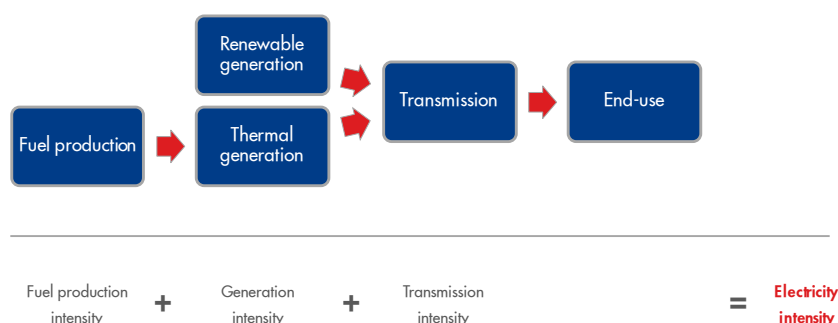 Renewable
generation
Fuel production
Thermal
generation
Transmission
End-use
Fuel production
intensity
+
Generation
intensity
+
Transmission
intensity
=
Electricity
intensity